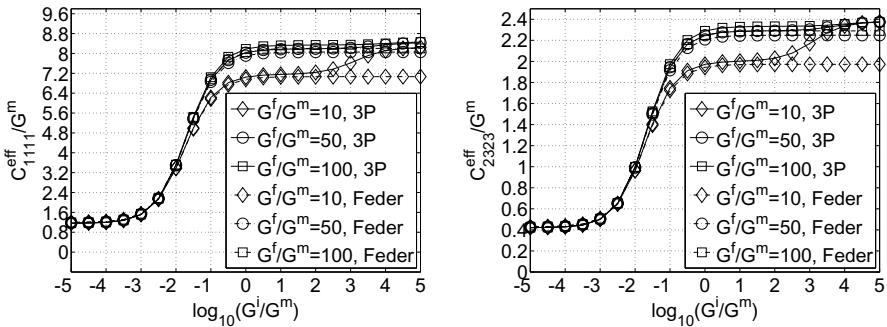 9.6
8.8
8
7.2
6.4
5.6
4.8
4
3.2
2.4
1.6
0.8
0
C^eff_1111/G^m
G^f/G^m=10, 3P
G^f/G^m=50, 3P
G^f/G^m=100, 3P
G^f/G^m=10, Feder
G^f/G^m=50, Feder
G^f/G^m=100, Feder
-5 -4 -3 -2 -1 0 1 2 3 4 5
log_10(G^i/G^m)
2.4
2.2
2
1.8
1.6
1.4
1.2
1
0.8
0.6
0.4
0.2
0
C^eff_2323/G^m
G^f/G^m=10, 3P
G^f/G^m=50, 3P
G^f/G^m=100, 3P
G^f/G^m=10, Feder
G^f/G^m=50, Feder
G^f/G^m=100, Feder
-5 -4 -3 -2 -1 0 1 2 3 4 5
log_10(G^i/G^m)